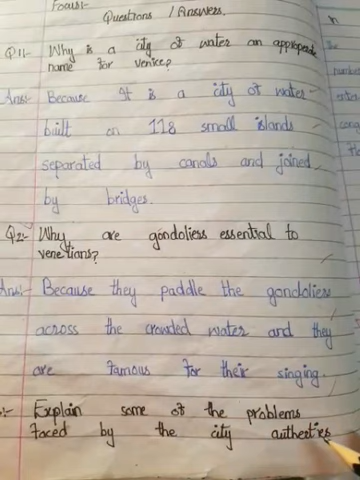 Focus:-
Questions / Answers.
Q1:- Why is a city of water an appropriate
name for venice?
Ans:- Because It is a city of water
built on 118 small islands
separated by canals and joined
by bridges.
Q2:- Why are gondoliers essential to
venetians?
Ans:- Because they paddle the gondoliers
across the crowded water and they
are famous for their singing.
Explain some of the problems
faced by the city autherties